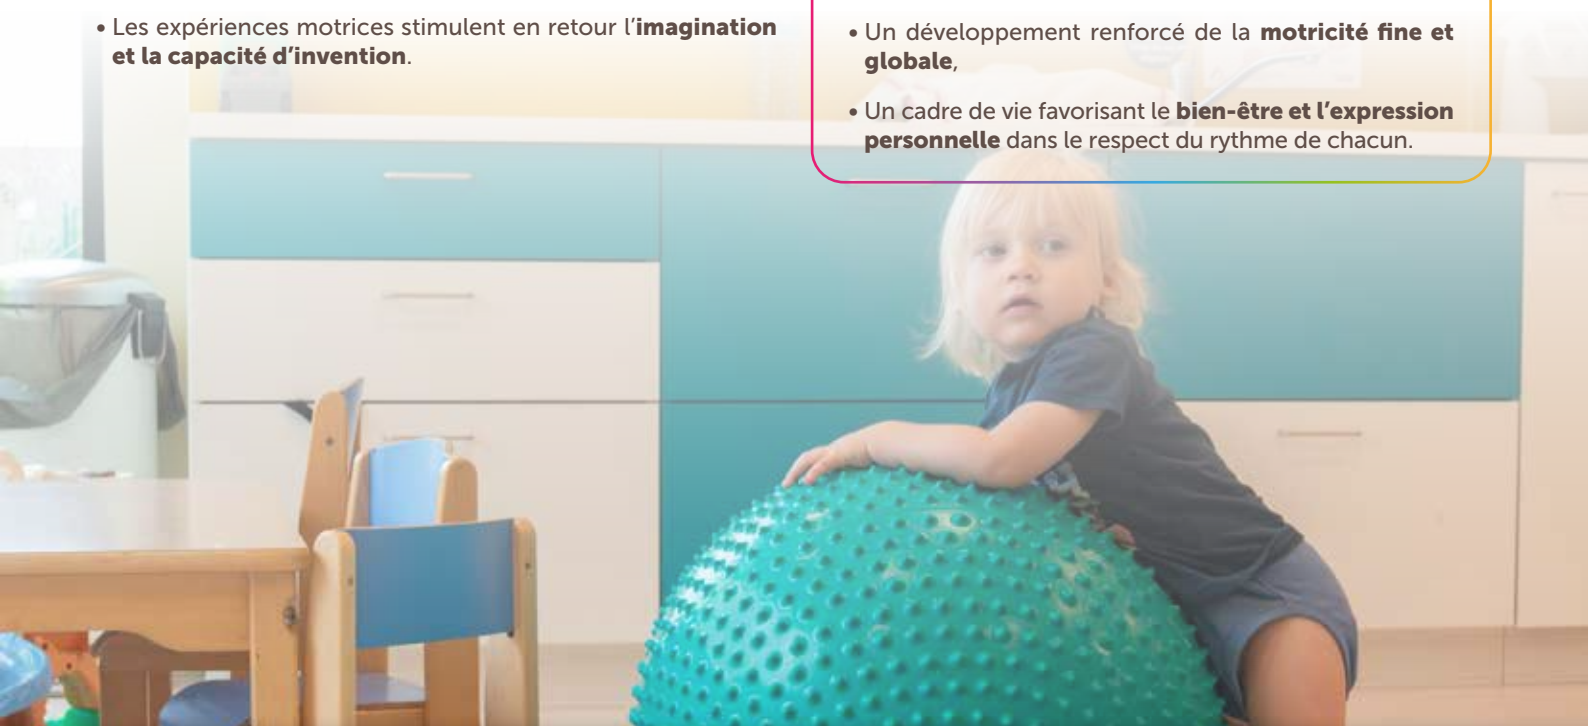 • Les expériences motrices stimulent en retour l’imagination
et la capacité d’invention.
• Un développement renforcé de la motricité fine et
globale,
• Un cadre de vie favorisant le bien-être et l’expression
personnelle dans le respect du rythme de chacun.